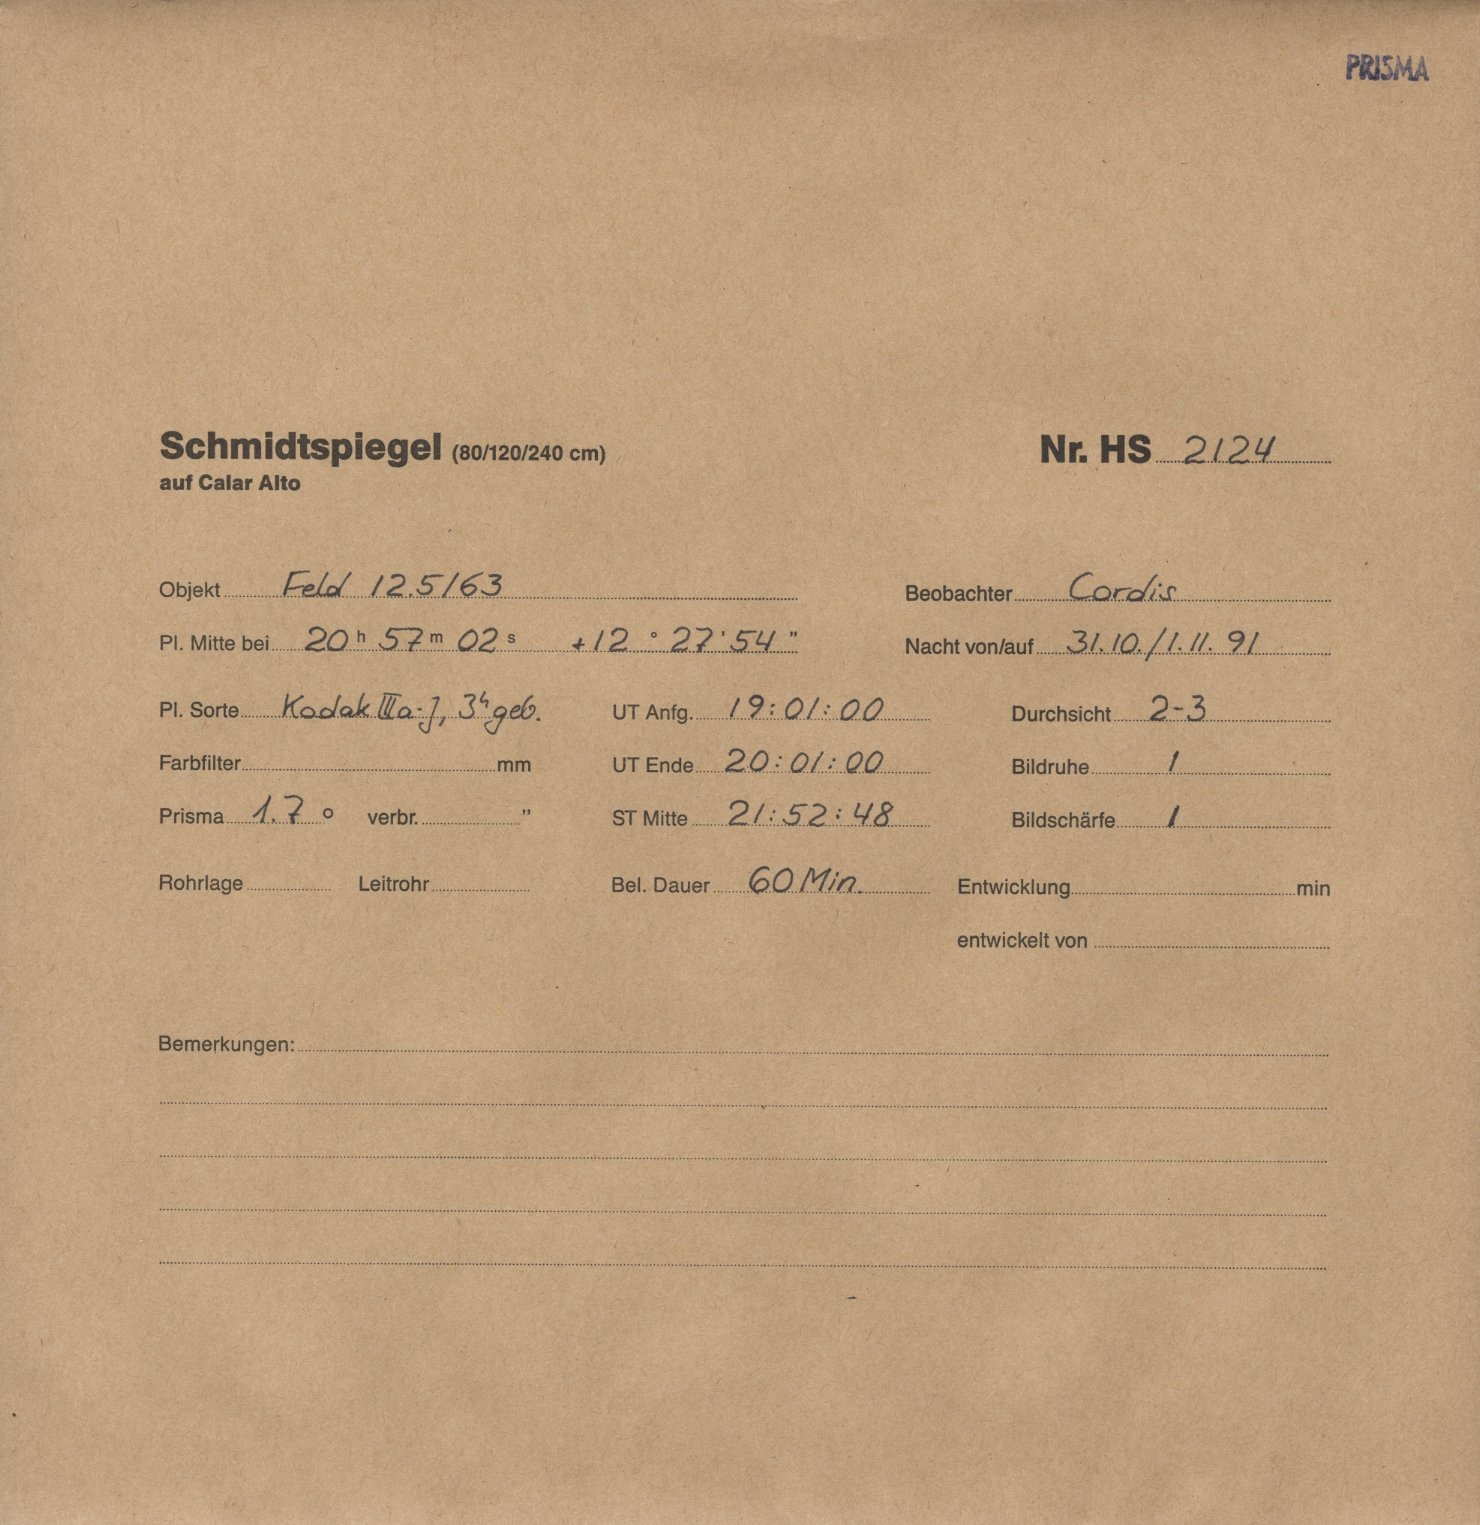 PRISMA
Schmidtspiegel (80/120/240 cm) Nr. HS 2124
auf Calar Alto
Objekt Feld 12.5/63 Beobachter Cordis
Pl. Mitte bei 20 h 57 m 02 s +12 ° 27 ' 54 " Nacht von/auf 31.10./1.11. 91
Pl. Sorte Kodak IIIa-J, 3h geb. UT Anfg. 19:01:00 Durchsicht 2-3
Farbfilter mm UT Ende 20:01:00 Bildruhe 1
Prisma 1.7 ° verbr. " ST Mitte 21:52:48 Bildschärfe 1
Rohrlage Leitrohr Bel. Dauer 60 Min. Entwicklung min
entwickelt von
Bemerkungen: